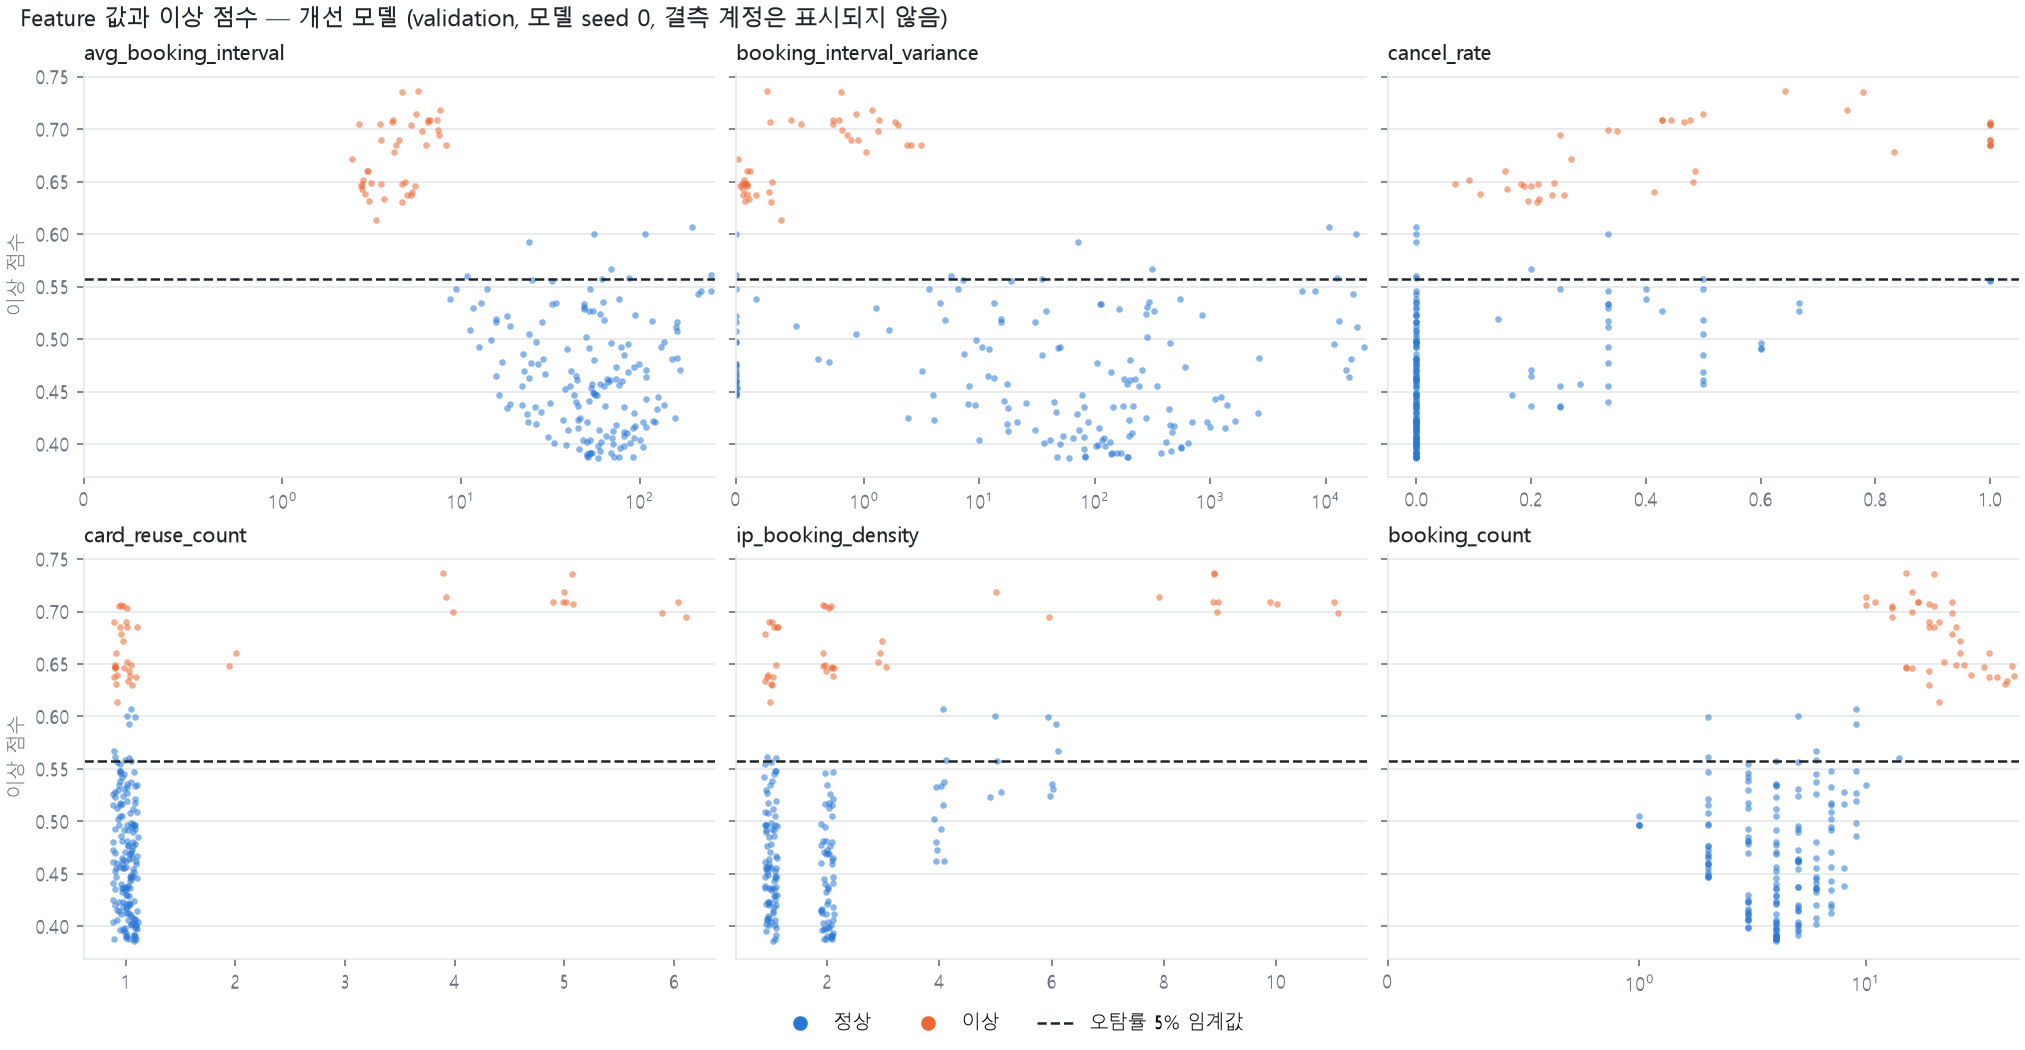 Feature 값과 이상 점수 — 개선 모델 (validation, 모델 seed 0, 결측 계정은 표시되지 않음)
avg_booking_interval
booking_interval_variance
cancel_rate
이상 점수
0.75
0.70
0.65
0.60
0.55
0.50
0.45
0.40
0 10⁰ 10¹ 10²
0 10⁰ 10¹ 10² 10³ 10⁴
0.0 0.2 0.4 0.6 0.8 1.0
card_reuse_count
ip_booking_density
booking_count
이상 점수
0.75
0.70
0.65
0.60
0.55
0.50
0.45
0.40
1 2 3 4 5 6
2 4 6 8 10
0 10⁰ 10¹
정상 이상 오탐률 5% 임계값